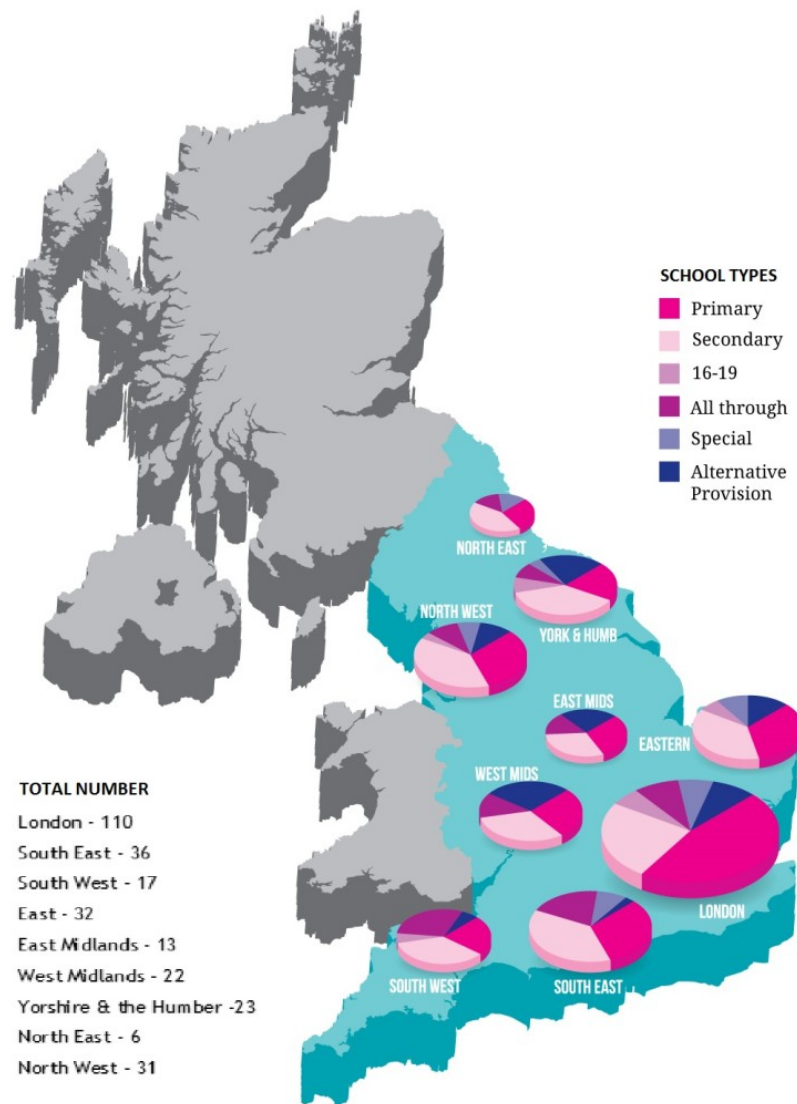 SCHOOL TYPES
Primary
Secondary
16-19
All through
Special
Alternative
Provision
NORTH EAST
YORK & HUMB
NORTH WEST
EAST MIDS
EASTERN
WEST MIDS
LONDON
SOUTH WEST
SOUTH EAST
TOTAL NUMBER
London - 110
South East - 36
South West - 17
East - 32
East Midlands - 13
West Midlands - 22
Yorshire & the Humber -23
North East - 6
North West - 31